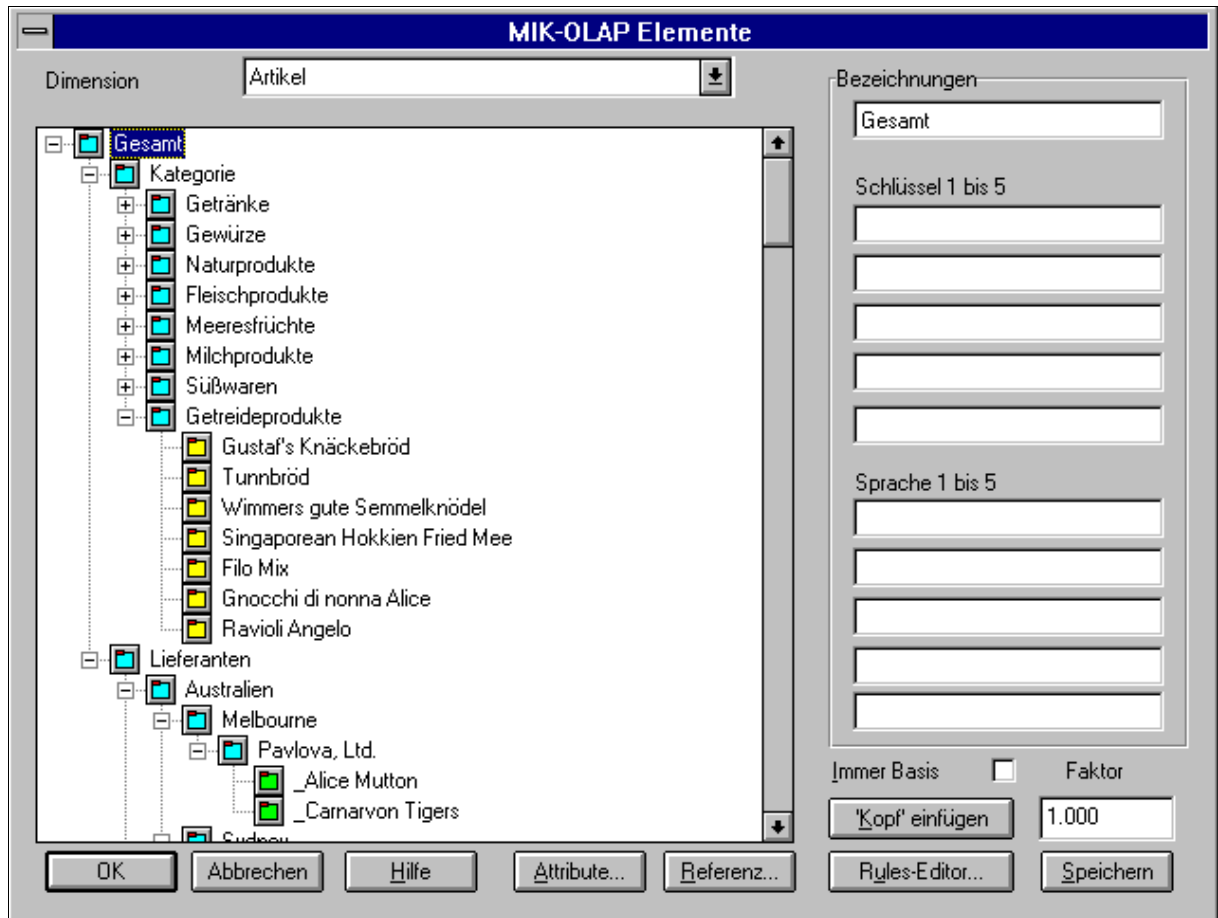 MIK-OLAP Elemente
Dimension
Artikel
Gesamt
Kategorie
Getränke
Gewürze
Naturprodukte
Fleischprodukte
Meeresfrüchte
Milchprodukte
Süßwaren
Getreideprodukte
Gustaf's Knäckebröd
Tunnbröd
Wimmers gute Semmelknödel
Singaporean Hokkien Fried Mee
Filo Mix
Gnocchi di nonna Alice
Ravioli Angelo
Lieferanten
Australien
Melbourne
Pavlova, Ltd.
_Alice Mutton
_Carnarvon Tigers
Sydney
Bezeichnungen
Gesamt
Schlüssel 1 bis 5
Sprache 1 bis 5
Immer Basis
Faktor
'Kopf' einfügen
1.000
OK
Abbrechen
Hilfe
Attribute...
Referenz...
Rules-Editor...
Speichern